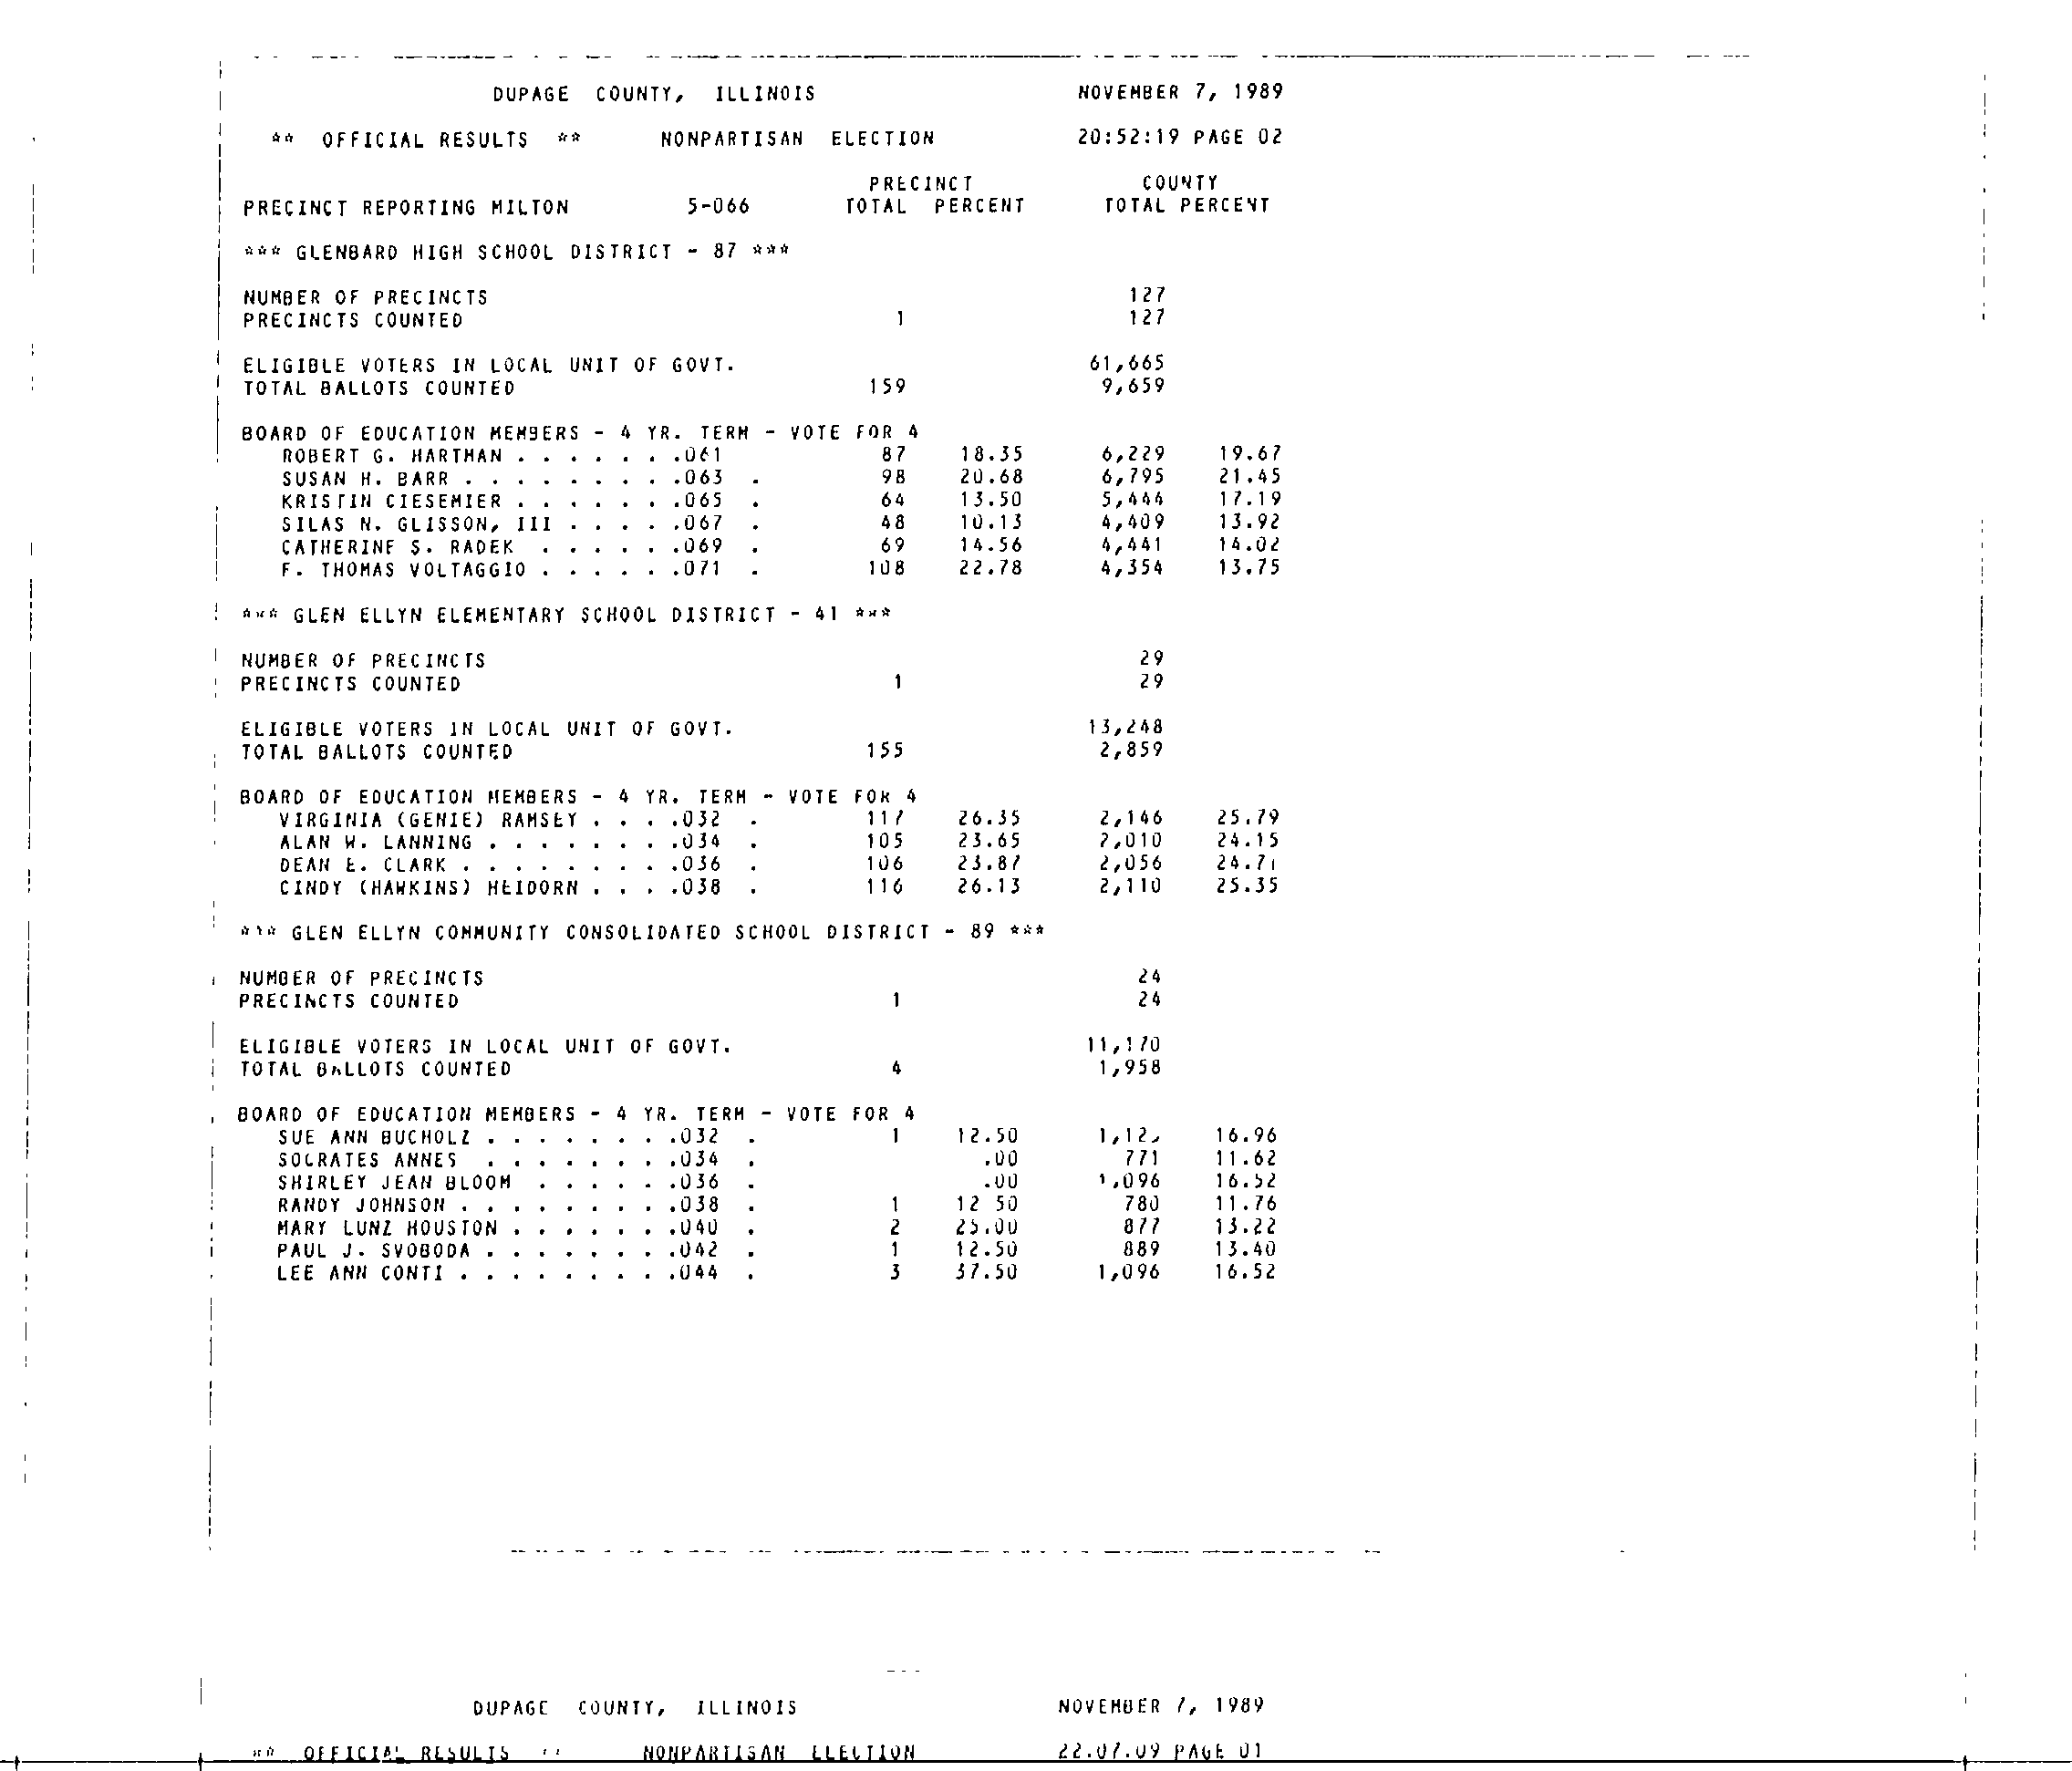 DUPAGE COUNTY, ILLINOIS NOVEMBER 7, 1989
** OFFICIAL RESULTS ** NONPARTISAN ELECTION 20:52:19 PAGE 02
PRECINCT COUNTY
PRECINCT REPORTING MILTON 5-066 TOTAL PERCENT TOTAL PERCENT
*** GLENBARD HIGH SCHOOL DISTRICT - 87 ***
NUMBER OF PRECINCTS 127
PRECINCTS COUNTED 1 127
ELIGIBLE VOTERS IN LOCAL UNIT OF GOVT. 61,665
TOTAL BALLOTS COUNTED 159 9,659
BOARD OF EDUCATION MEMBERS - 4 YR. TERM - VOTE FOR 4
ROBERT G. HARTMAN . . . . . . .061 87 18.35 6,229 19.67
SUSAN H. BARR . . . . . . . . .063 . 98 20.68 6,795 21.45
KRISTIN CIESEMIER . . . . . . .065 . 64 13.50 5,444 17.19
SILAS N. GLISSON, III . . . . .067 . 48 10.13 4,409 13.92
CATHERINE S. RADEK . . . . . .069 . 69 14.56 4,441 14.02
F. THOMAS VOLTAGGIO . . . . . .071 . 108 22.78 4,354 13.75
*** GLEN ELLYN ELEMENTARY SCHOOL DISTRICT - 41 ***
NUMBER OF PRECINCTS 29
PRECINCTS COUNTED 1 29
ELIGIBLE VOTERS IN LOCAL UNIT OF GOVT. 13,248
TOTAL BALLOTS COUNTED 155 2,859
BOARD OF EDUCATION MEMBERS - 4 YR. TERM - VOTE FOR 4
VIRGINIA (GENIE) RAMSEY . . . .032 . 117 26.35 2,146 25.79
ALAN W. LANNING . . . . . . . .034 . 105 23.65 2,010 24.15
DEAN E. CLARK . . . . . . . . .036 . 106 23.87 2,056 24.71
CINDY (HAWKINS) HEIDORN . . . .038 . 116 26.13 2,110 25.35
*** GLEN ELLYN COMMUNITY CONSOLIDATED SCHOOL DISTRICT - 89 ***
NUMBER OF PRECINCTS 24
PRECINCTS COUNTED 1 24
ELIGIBLE VOTERS IN LOCAL UNIT OF GOVT. 11,170
TOTAL BALLOTS COUNTED 4 1,958
BOARD OF EDUCATION MEMBERS - 4 YR. TERM - VOTE FOR 4
SUE ANN BUCHOLZ . . . . . . . .032 . 1 12.50 16.96
SOCRATES ANNES . . . . . . . .034 . .00 771 11.62
SHIRLEY JEAN BLOOM . . . . . .036 . .00 1,096 16.52
RANDY JOHNSON . . . . . . . . .038 . 1 12 50 780 11.76
MARY LUNZ HOUSTON . . . . . . .040 . 2 25.00 877 13.22
PAUL J. SVOBODA . . . . . . . .042 . 1 12.50 889 13.40
LEE ANN CONTI . . . . . . . . .044 . 3 37.50 1,096 16.52
DUPAGE COUNTY, ILLINOIS NOVEMBER 7, 1989
** OFFICIAL RESULTS NONPARTISAN ELECTION 22.07.09 PAGE 01